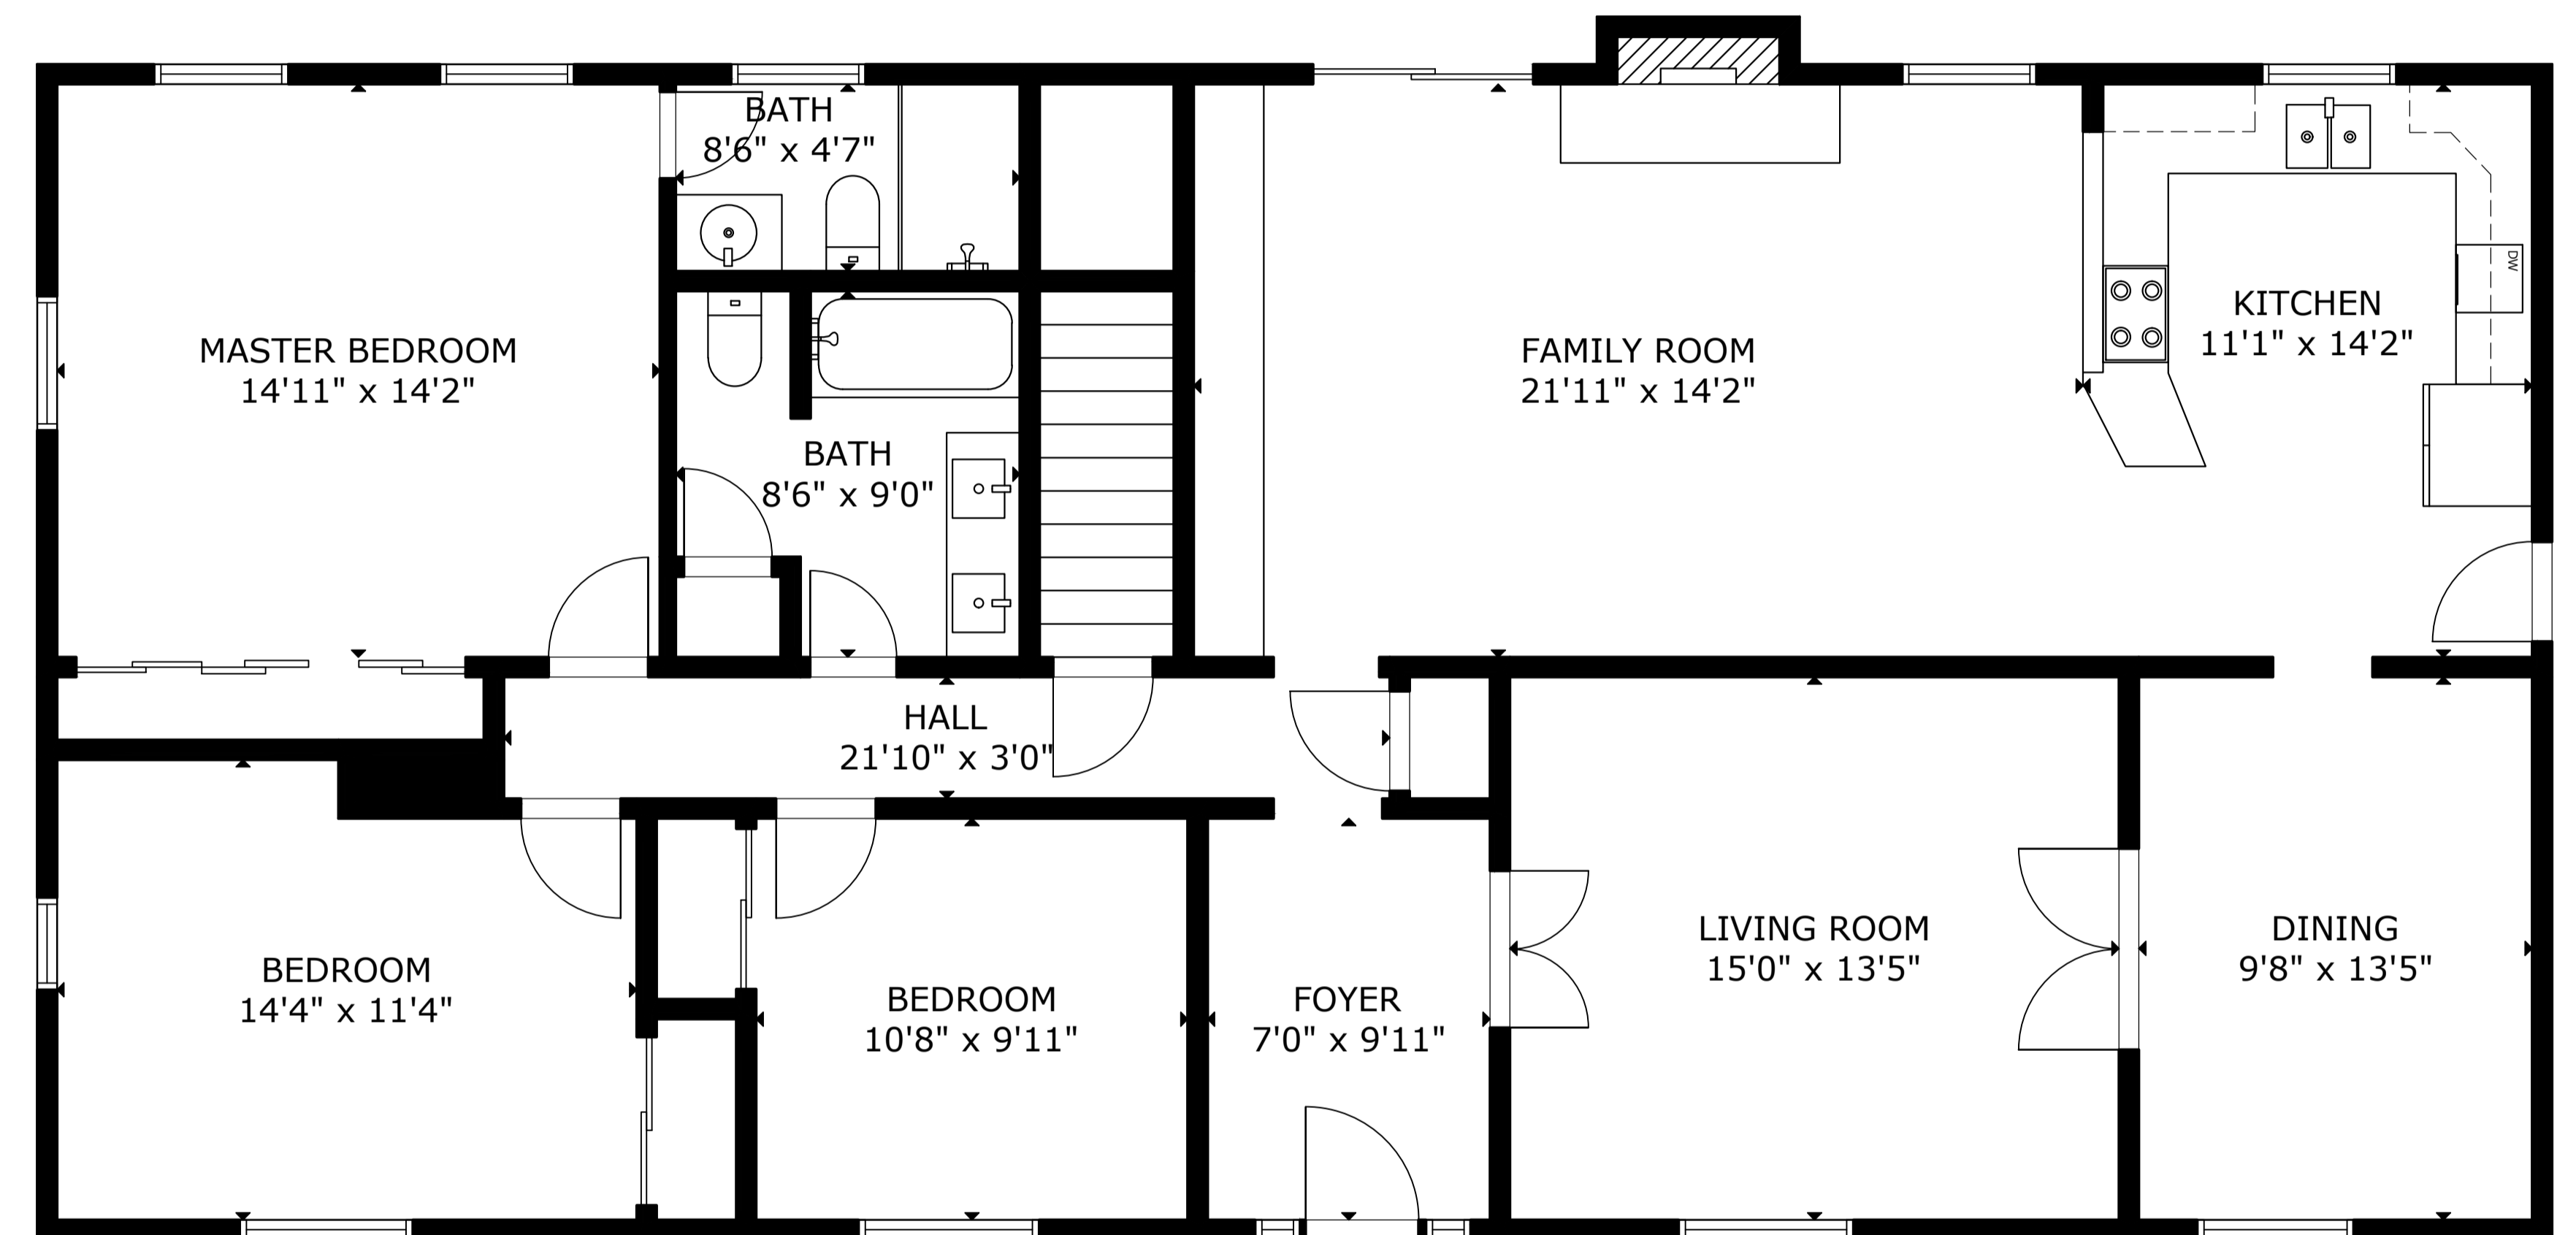 BATH
8'6" x 4'7"
MASTER BEDROOM
14'11" x 14'2"
BATH
8'6" x 9'0"
FAMILY ROOM
21'11" x 14'2"
KITCHEN
11'1" x 14'2"
DW
HALL
21'10" x 3'0"
BEDROOM
14'4" x 11'4"
BEDROOM
10'8" x 9'11"
FOYER
7'0" x 9'11"
LIVING ROOM
15'0" x 13'5"
DINING
9'8" x 13'5"